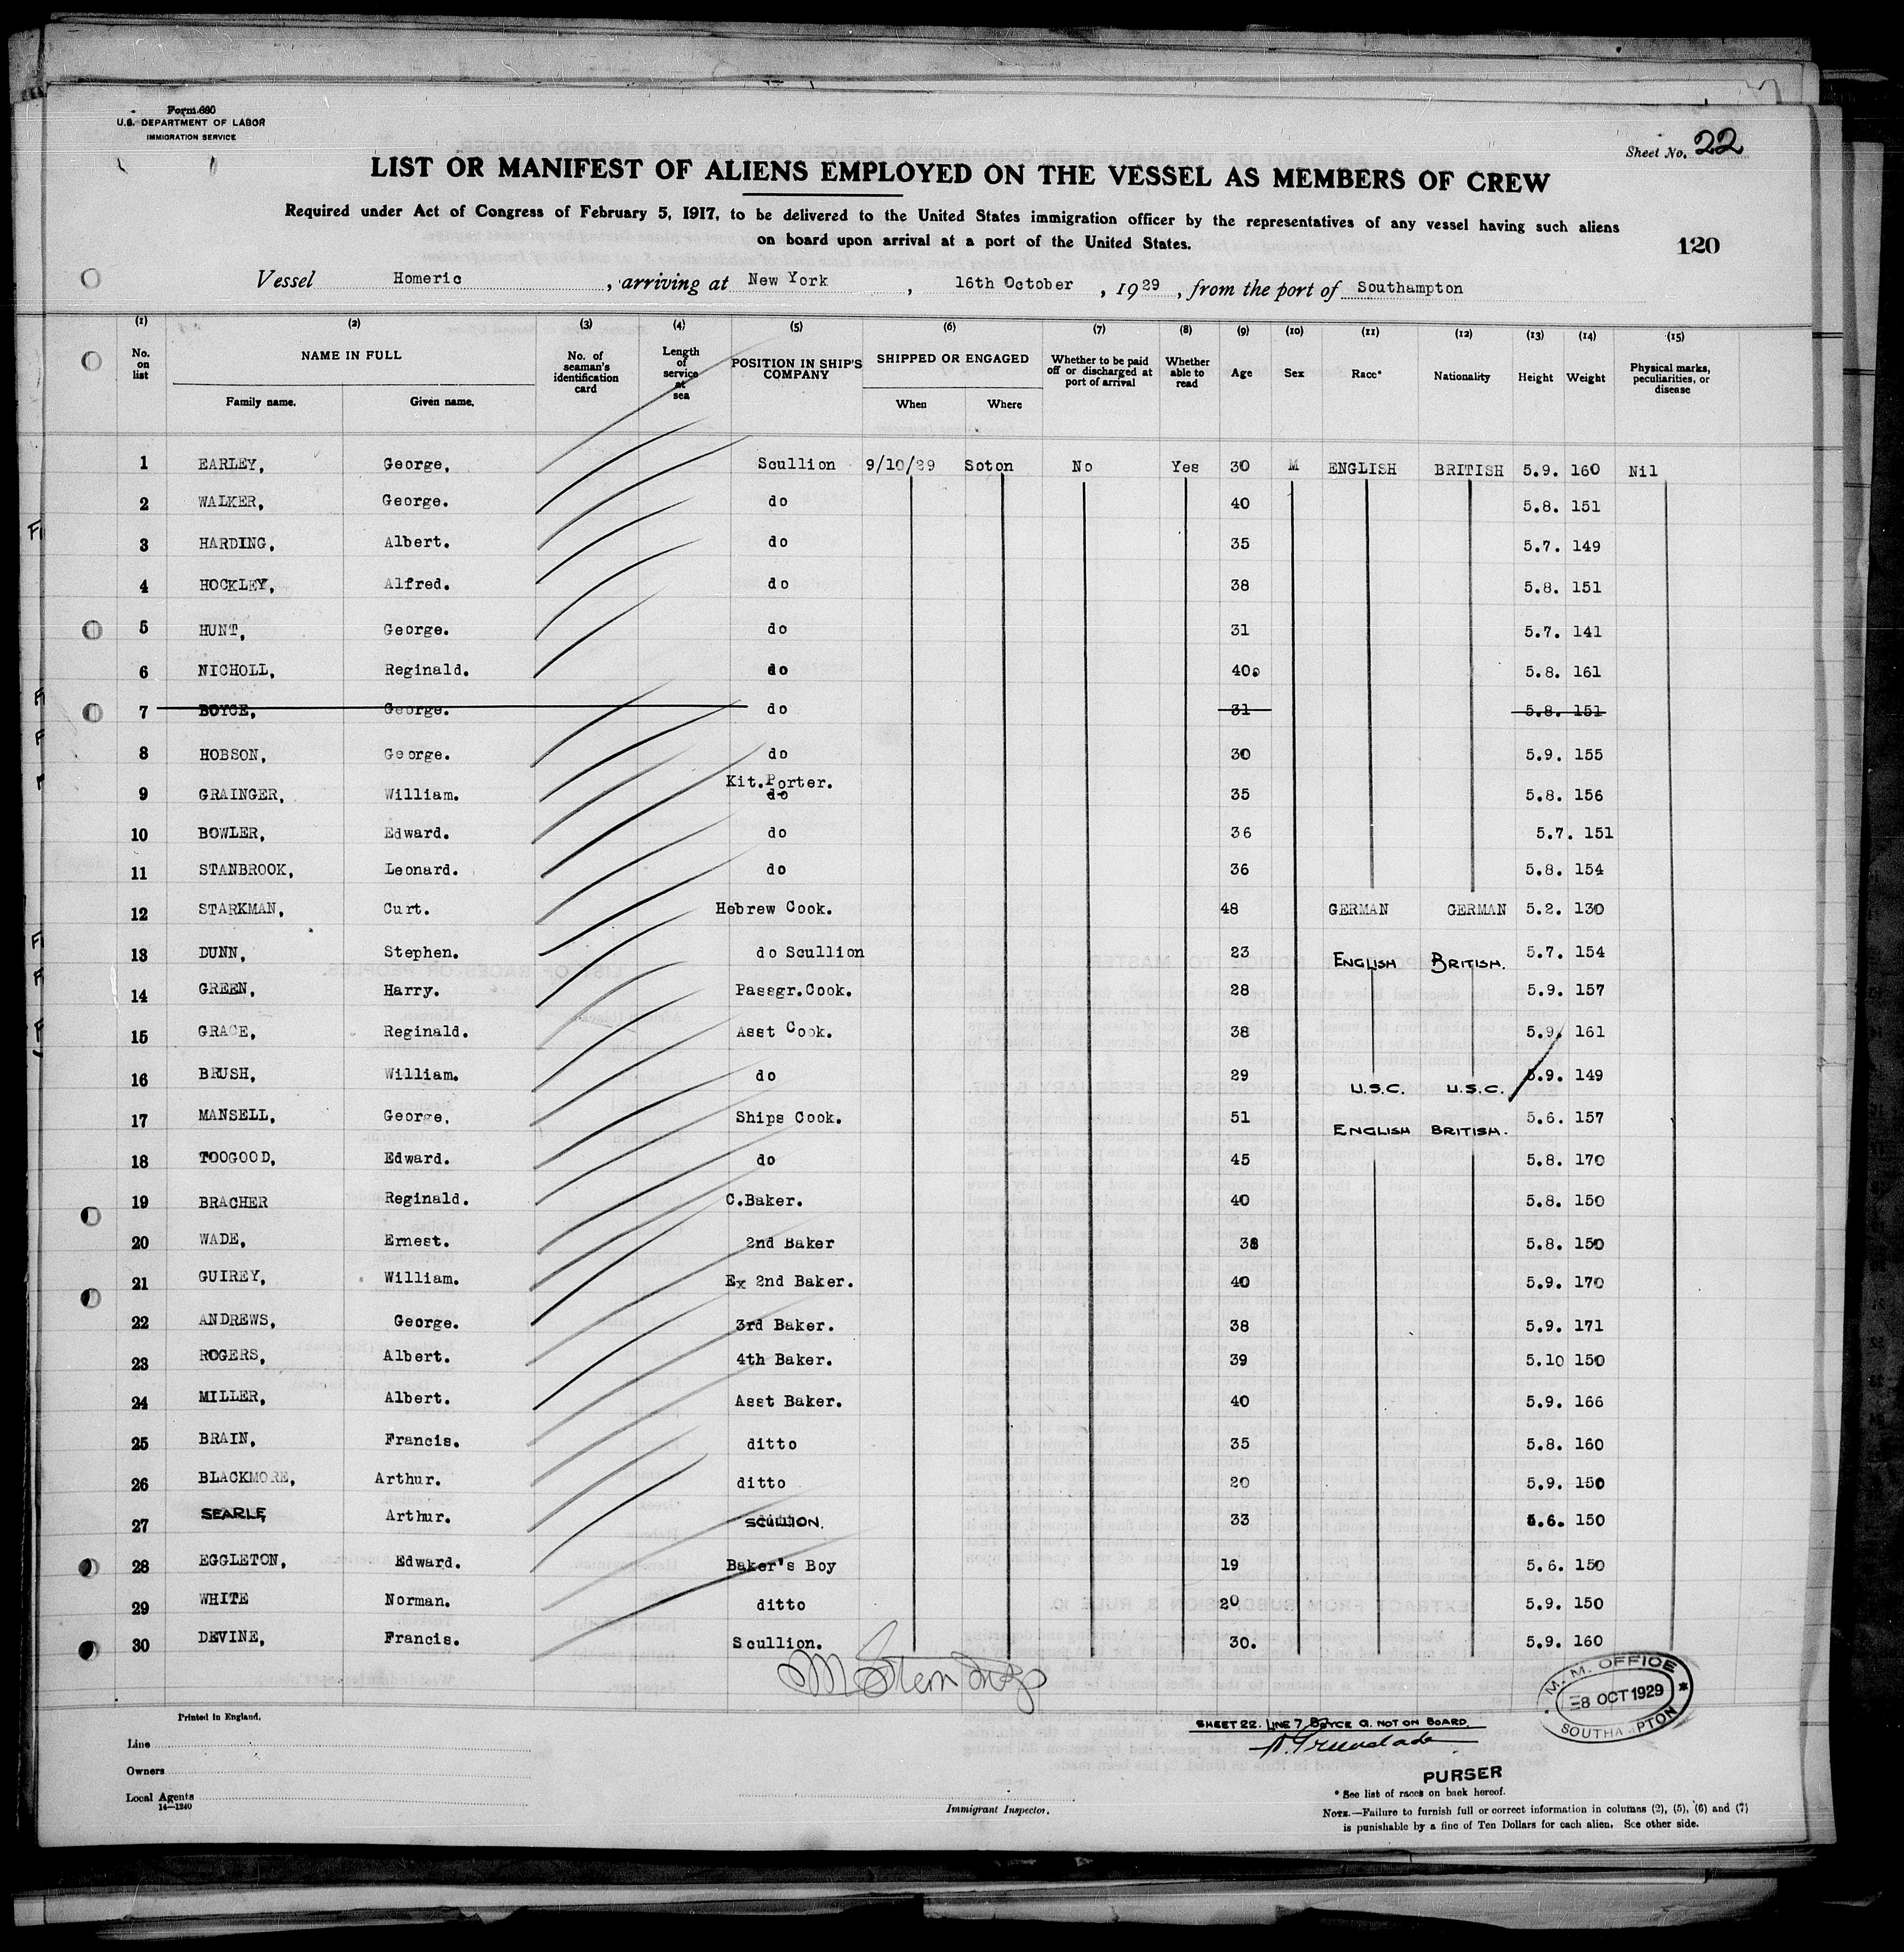 Form 680
U.S. DEPARTMENT OF LABOR
IMMIGRATION SERVICE
Sheet No. 22
LIST OR MANIFEST OF ALIENS EMPLOYED ON THE VESSEL AS MEMBERS OF CREW
Required under Act of Congress of February 5, 1917, to be delivered to the United States immigration officer by the representatives of any vessel having such aliens
on board upon arrival at a port of the United States.
120
Vessel Homeric, arriving at New York, 16th October, 1929, from the port of Southampton
(1) (2) (3) (4) (5) (6) (7) (8) (9) (10) (11) (12) (13) (14) (15)
No. on list NAME IN FULL Family name. Given name. No. of seaman's identification card Length of service at sea POSITION IN SHIP'S COMPANY SHIPPED OR ENGAGED When Where Whether to be paid off or discharged at port of arrival Whether able to read Age Sex Race* Nationality Height Weight Physical marks, peculiarities, or disease
1 EARLEY, George. Scullion 9/10/29 Soton No Yes 30 M ENGLISH BRITISH 5.9. 160 Nil
2 WALKER, George. do 40 5.8. 151
3 HARDING, Albert. do 35 5.7. 149
4 HOCKLEY, Alfred. do 38 5.8. 151
5 HUNT, George. do 31 5.7. 141
6 NICHOLL, Reginald. do 40. 5.8. 161
7 BOYCE, George. do 31 5.8. 151
8 HOBSON, George. do 30 5.9. 155
9 GRAINGER, William. Kit.Porter. do 35 5.8. 156
10 BOWLER, Edward. do 36 5.7. 151
11 STANBROOK, Leonard. do 36 5.8. 154
12 STARKMAN, Curt. Hebrew Cook. 48 GERMAN GERMAN 5.2. 130
13 DUNN, Stephen. do Scullion 23 ENGLISH BRITISH. 5.7. 154
14 GREEN, Harry. Passgr.Cook. 28 5.9. 157
15 GRACE, Reginald. Asst Cook. 38 5.9. 161
16 BRUSH, William. do 29 U.S.C. U.S.C. 5.9. 149
17 MANSELL, George. Ships Cook. 51 ENGLISH BRITISH. 5.6. 157
18 TOOGOOD, Edward. do 45 5.8. 170
19 BRACHER Reginald. C.Baker. 40 5.8. 150
20 WADE, Ernest. 2nd Baker 38 5.8. 150
21 GUIREY, William. Ex 2nd Baker. 40 5.9. 170
22 ANDREWS, George. 3rd Baker. 38 5.9. 171
23 ROGERS, Albert. 4th Baker. 39 5.10 150
24 MILLER, Albert. Asst Baker. 40 5.9. 166
25 BRAIN, Francis. ditto 35 5.8. 160
26 BLACKMORE, Arthur. ditto 20 5.9. 150
27 SEARLE Arthur. SCULLION. 33 5.6. 150
28 EGGLETON, Edward. Baker's Boy 19 5.6. 150
29 WHITE Norman. ditto 20 5.9. 150
30 DEVINE, Francis. Scullion. 30. 5.9. 160
M. M. OFFICE
8 OCT 1929
SOUTHAMPTON
Printed in England.
SHEET 22. LINE 7. BOYCE G. NOT ON BOARD.
Line
Owners
Local Agents
14—1240
Immigrant Inspector.
PURSER
* See list of races on back hereof.
NOTE.—Failure to furnish full or correct information in columns (2), (5), (6) and (7)
is punishable by a fine of Ten Dollars for each alien. See other side.